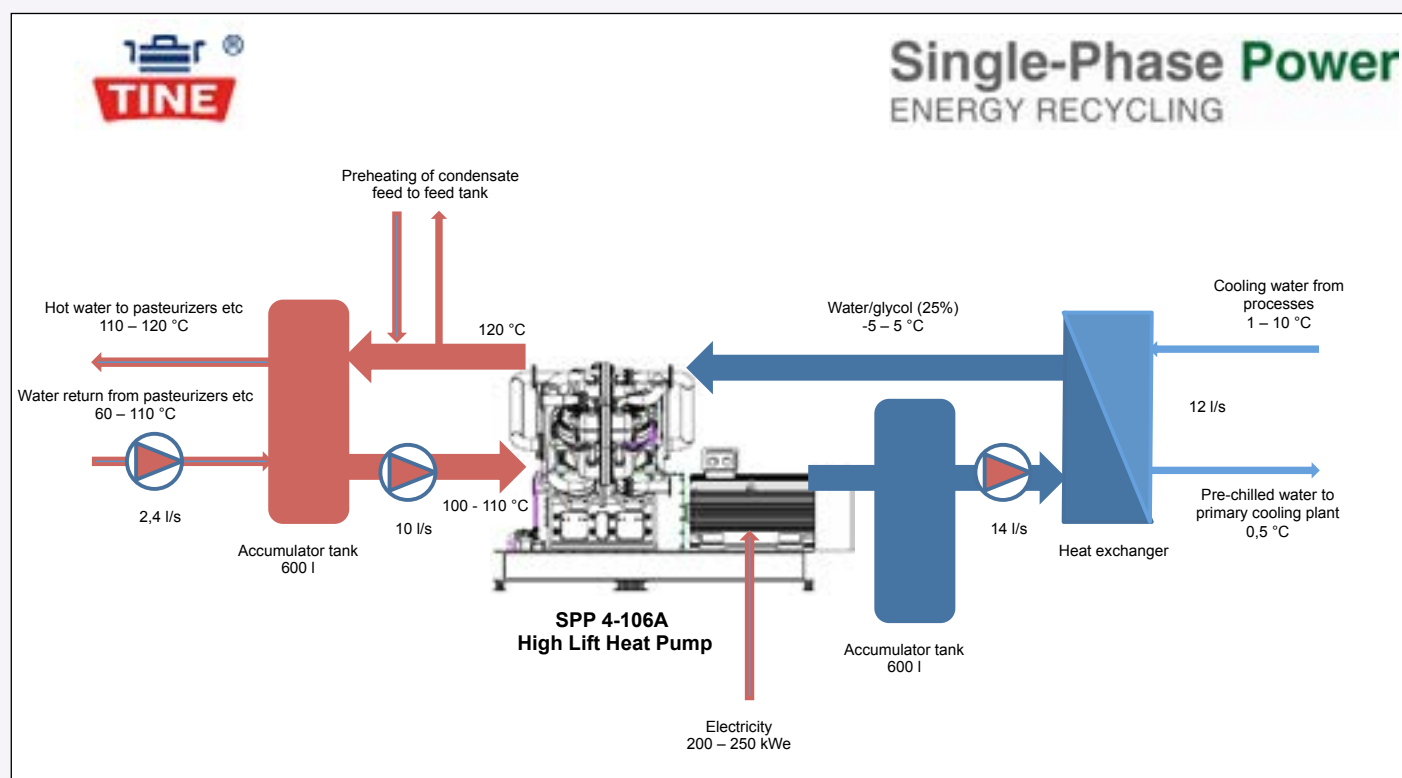 ®
TINE
Single-Phase Power
ENERGY RECYCLING
Preheating of condensate
feed to feed tank
Hot water to pasteurizers etc
110 – 120 °C
120 °C
Water/glycol (25%)
-5 – 5 °C
Cooling water from
processes
1 – 10 °C
Water return from pasteurizers etc
60 – 110 °C
12 l/s
2,4 l/s
10 l/s
100 - 110 °C
14 l/s
Pre-chilled water to
primary cooling plant
0,5 °C
Accumulator tank
600 l
Heat exchanger
SPP 4-106A
High Lift Heat Pump
Accumulator tank
600 l
Electricity
200 – 250 kWe